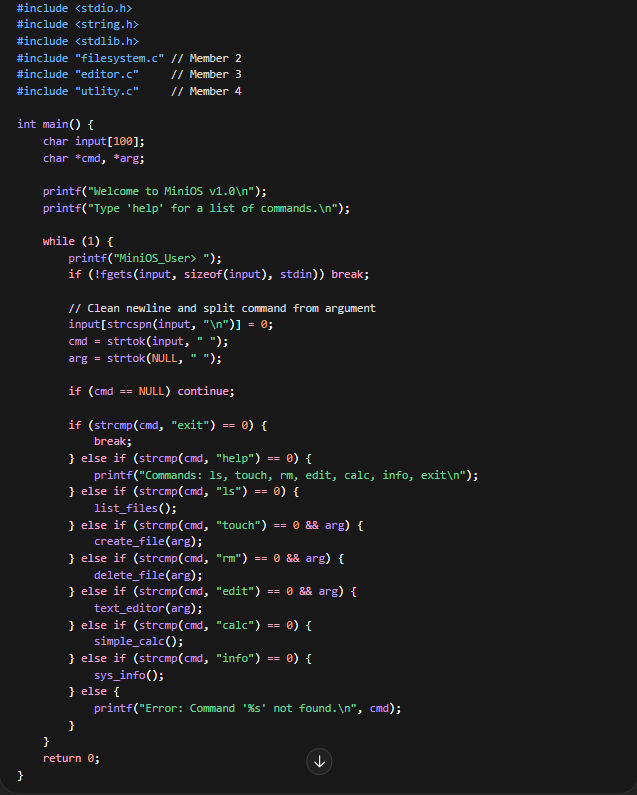 #include <stdio.h>
#include <string.h>
#include <stdlib.h>
#include "filesystem.c" // Member 2
#include "editor.c"     // Member 3
#include "utlity.c"     // Member 4

int main() {
    char input[100];
    char *cmd, *arg;

    printf("Welcome to MiniOS v1.0\n");
    printf("Type 'help' for a list of commands.\n");

    while (1) {
        printf("MiniOS_User> ");
        if (!fgets(input, sizeof(input), stdin)) break;

        // Clean newline and split command from argument
        input[strcspn(input, "\n")] = 0;
        cmd = strtok(input, " ");
        arg = strtok(NULL, " ");

        if (cmd == NULL) continue;

        if (strcmp(cmd, "exit") == 0) {
            break;
        } else if (strcmp(cmd, "help") == 0) {
            printf("Commands: ls, touch, rm, edit, calc, info, exit\n");
        } else if (strcmp(cmd, "ls") == 0) {
            list_files();
        } else if (strcmp(cmd, "touch") == 0 && arg) {
            create_file(arg);
        } else if (strcmp(cmd, "rm") == 0 && arg) {
            delete_file(arg);
        } else if (strcmp(cmd, "edit") == 0 && arg) {
            text_editor(arg);
        } else if (strcmp(cmd, "calc") == 0) {
            simple_calc();
        } else if (strcmp(cmd, "info") == 0) {
            sys_info();
        } else {
            printf("Error: Command '%s' not found.\n", cmd);
        }
    }
    return 0;
}